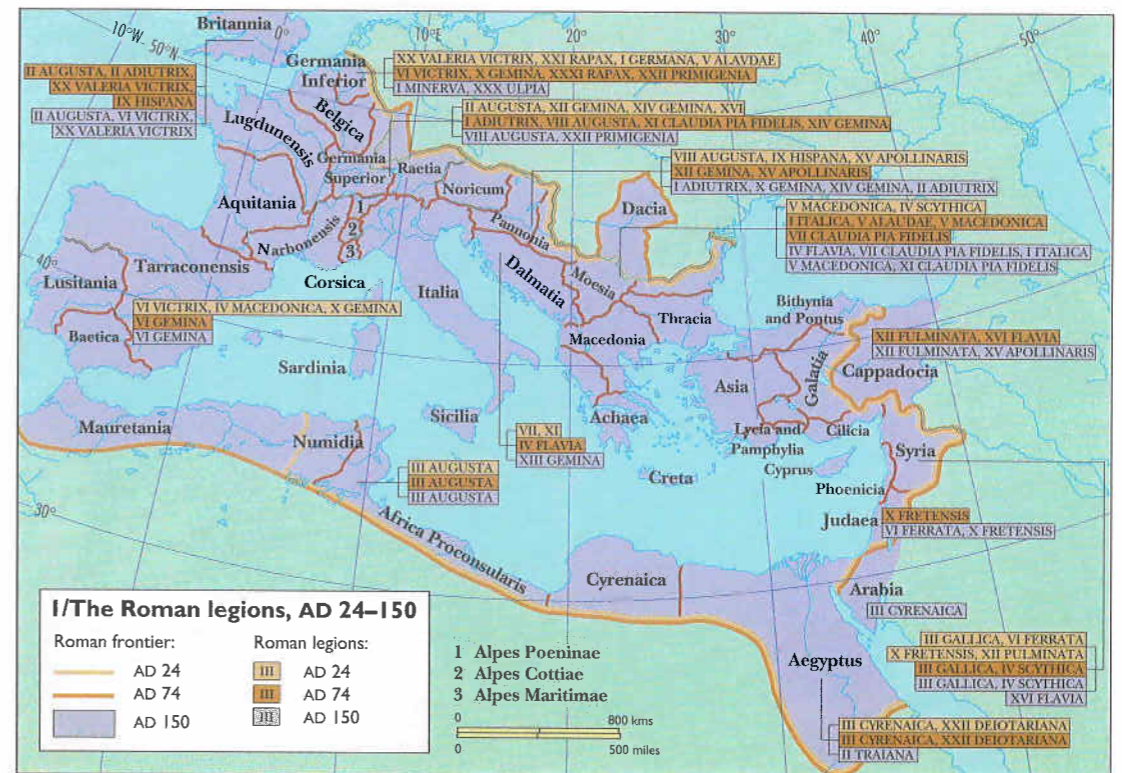 Britannia
10°W
50°N
0°
10°E
20°
30°
40°
50°
Germania
Inferior
XX VALERIA VICTRIX, XXI RAPAX, I GERMANA, V ALAVDAE
VI VICTRIX, X GEMINA, XXXI RAPAX, XXII PRIMIGENIA
I MINERVA, XXX ULPIA
II AUGUSTA, II ADIUTRIX,
XX VALERIA VICTRIX,
IX HISPANA
II AUGUSTA, VI VICTRIX,
XX VALERIA VICTRIX
Belgica
Lugdunensis
II AUGUSTA, XII GEMINA, XIV GEMINA, XVI
I ADIUTRIX, VIII AUGUSTA, XI CLAUDIA PIA FIDELIS, XIV GEMINA
VIII AUGUSTA, XXII PRIMIGENIA
Germania
Superior
Raetia
Noricum
VIII AUGUSTA, IX HISPANA, XV APOLLINARIS
XII GEMINA, XV APOLLINARIS
I ADIUTRIX, X GEMINA, XIV GEMINA, II ADIUTRIX
Aquitania
1
2
3
Narbonensis
Pannonia
Dacia
V MACEDONICA, IV SCYTHICA
I ITALICA, V ALAUDAE, V MACEDONICA
VII CLAUDIA PIA FIDELIS
IV FLAVIA, VII CLAUDIA PIA FIDELIS, I ITALICA
V MACEDONICA, XI CLAUDIA PIA FIDELIS
40°
Tarraconensis
Lusitania
Corsica
Italia
Dalmatia
Moesia
Thracia
Macedonia
Bithynia
and Pontus
VI VICTRIX, IV MACEDONICA, X GEMINA
VI GEMINA
VI GEMINA
Baetica
Sardinia
XII FULMINATA, XVI FLAVIA
XII FULMINATA, XV APOLLINARIS
Asia
Galatia
Cappadocia
Mauretania
Numidia
Sicilia
Achaea
Lycia and
Pamphylia
Cilicia
Cyprus
Syria
VII, XI
IV FLAVIA
XIII GEMINA
III AUGUSTA
III AUGUSTA
III AUGUSTA
Creta
Phoenicia
Judaea
X FRETENSIS
VI FERRATA, X FRETENSIS
30°
Africa Proconsularis
Cyrenaica
Arabia
III CYRENAICA
Aegyptus
III GALLICA, VI FERRATA
X FRETENSIS, XII PULMINATA
III GALLICA, IV SCYTHICA
III GALLICA, IV SCYTHICA
XVI FLAVIA
III CYRENAICA, XXII DEIOTARIANA
III CYRENAICA, XXII DEIOTARIANA
II TRAIANA
1/The Roman legions, AD 24–150
Roman frontier:
AD 24
AD 74
AD 150
Roman legions:
III AD 24
III AD 74
III AD 150
1 Alpes Poeninae
2 Alpes Cottiae
3 Alpes Maritimae
0 800 kms
0 500 miles